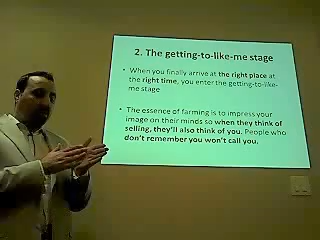 2. The getting-to-like-me stage
• When you finally arrive at the right place at
the right time, you enter the getting-to-like-
me stage
• The essence of farming is to impress your
image on their minds so when they think of
selling, they'll also think of you. People who
don't remember you won't call you.